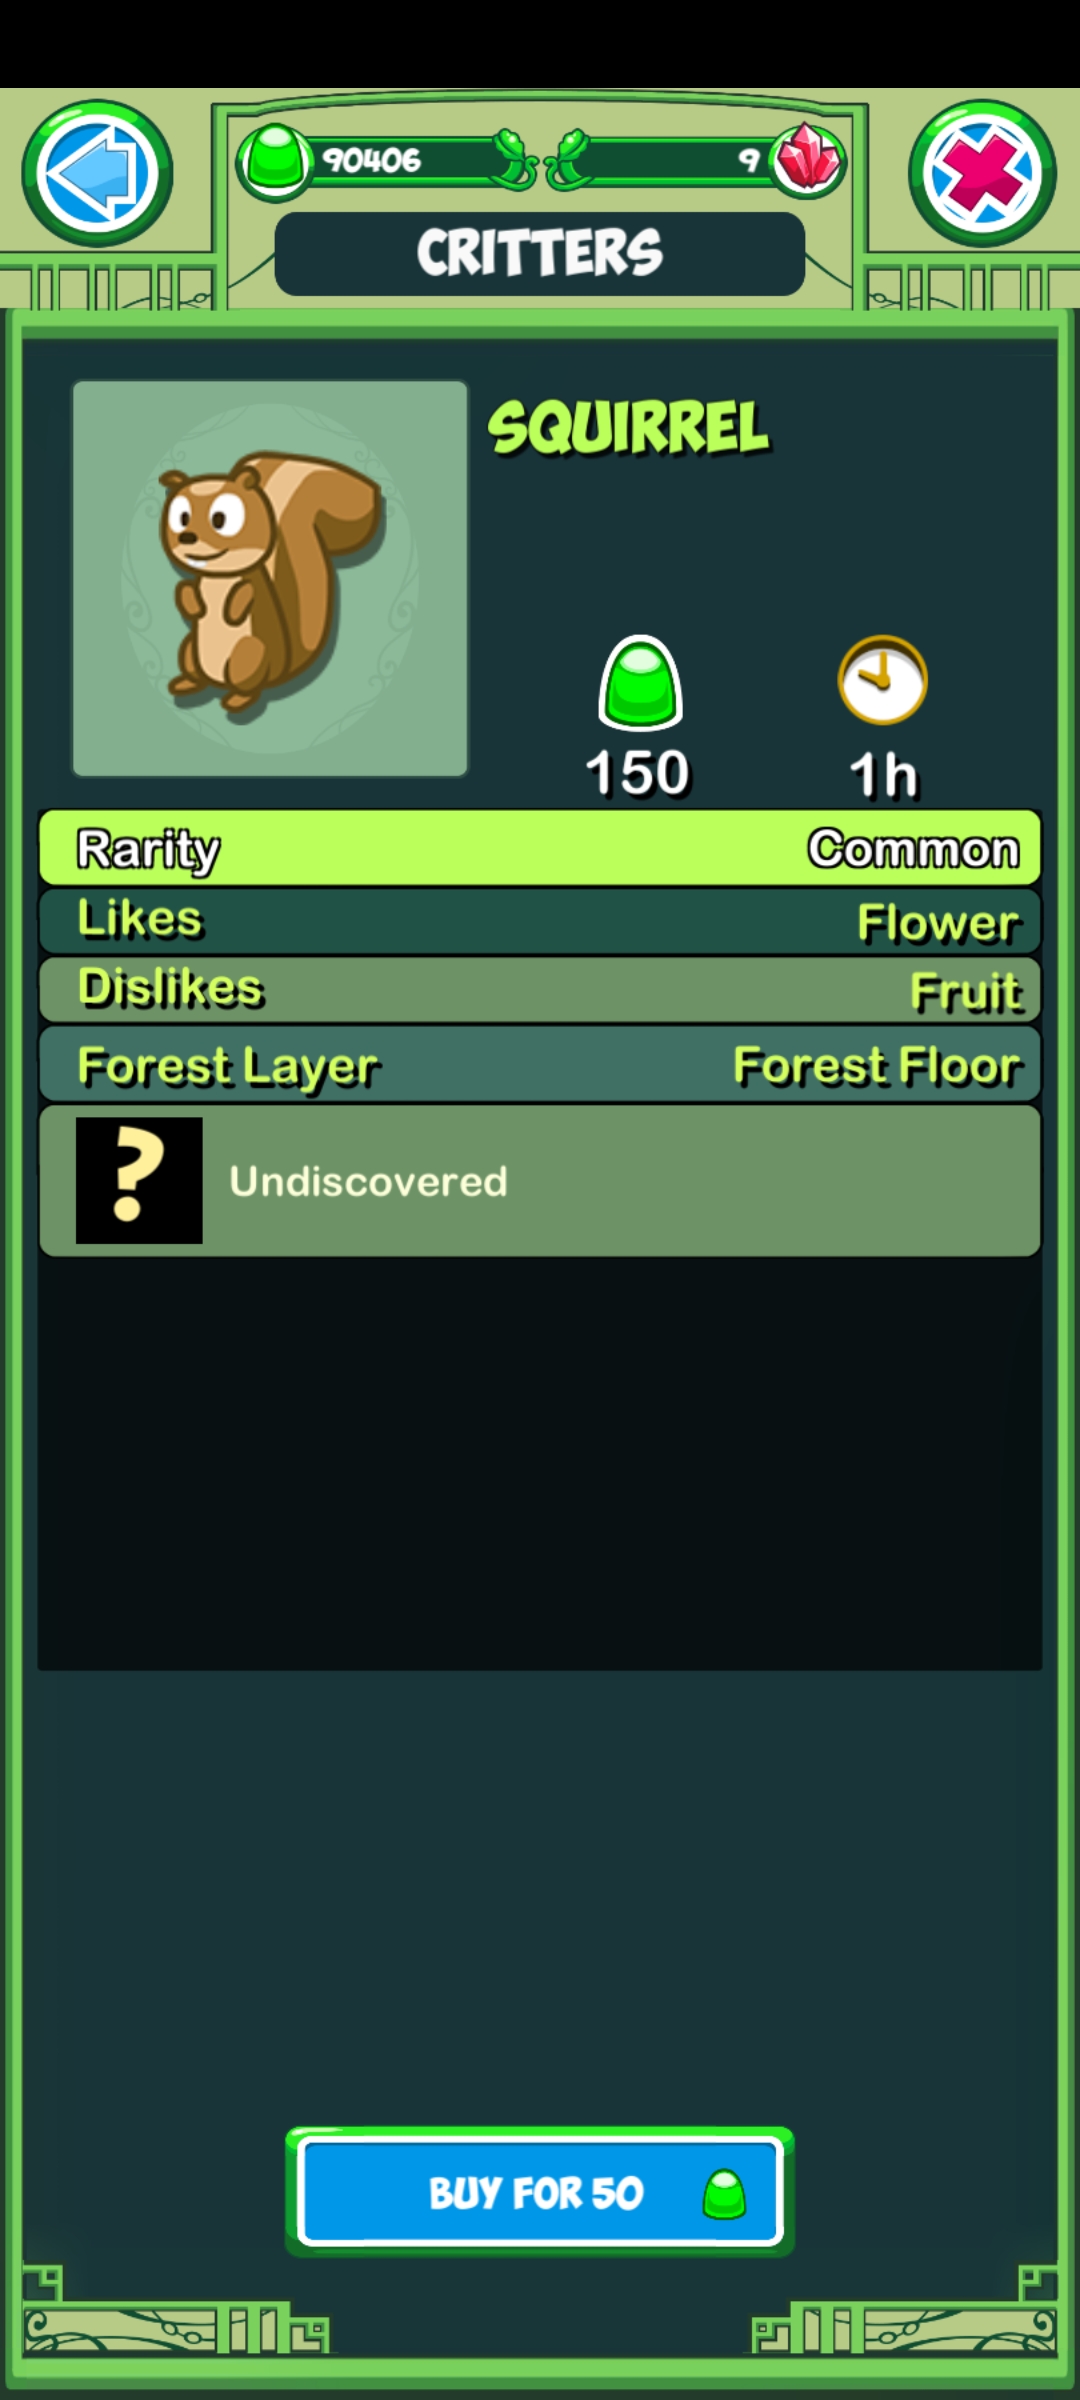 90406
9
CRITTERS
SQUIRREL
150
1h
Rarity Common
Likes Flower
Dislikes Fruit
Forest Layer Forest Floor
?
Undiscovered
BUY FOR 50